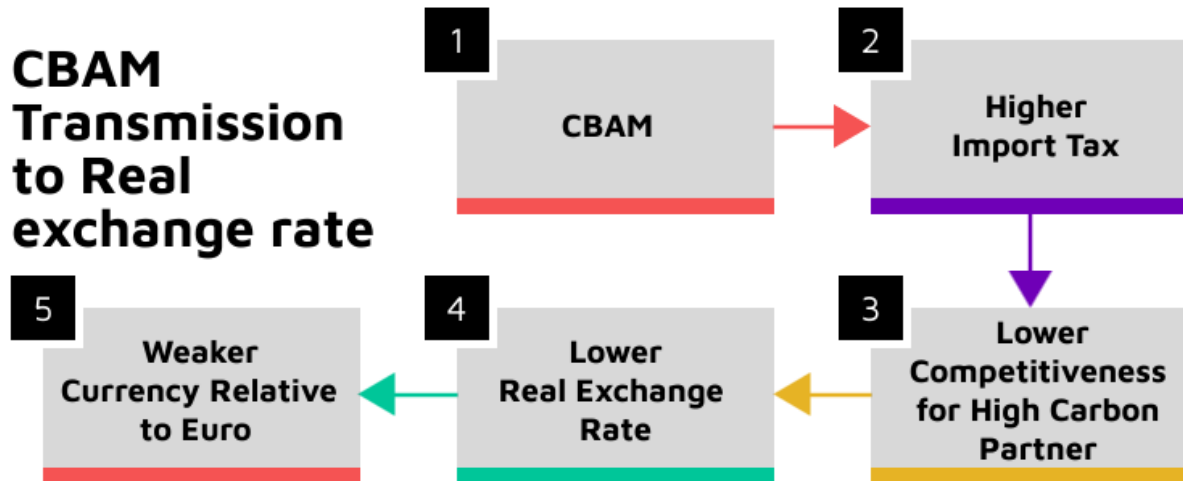 CBAM
Transmission
to Real
exchange rate
1
CBAM
2
Higher
Import Tax
3
Lower
Competitiveness
for High Carbon
Partner
4
Lower
Real Exchange
Rate
5
Weaker
Currency Relative
to Euro